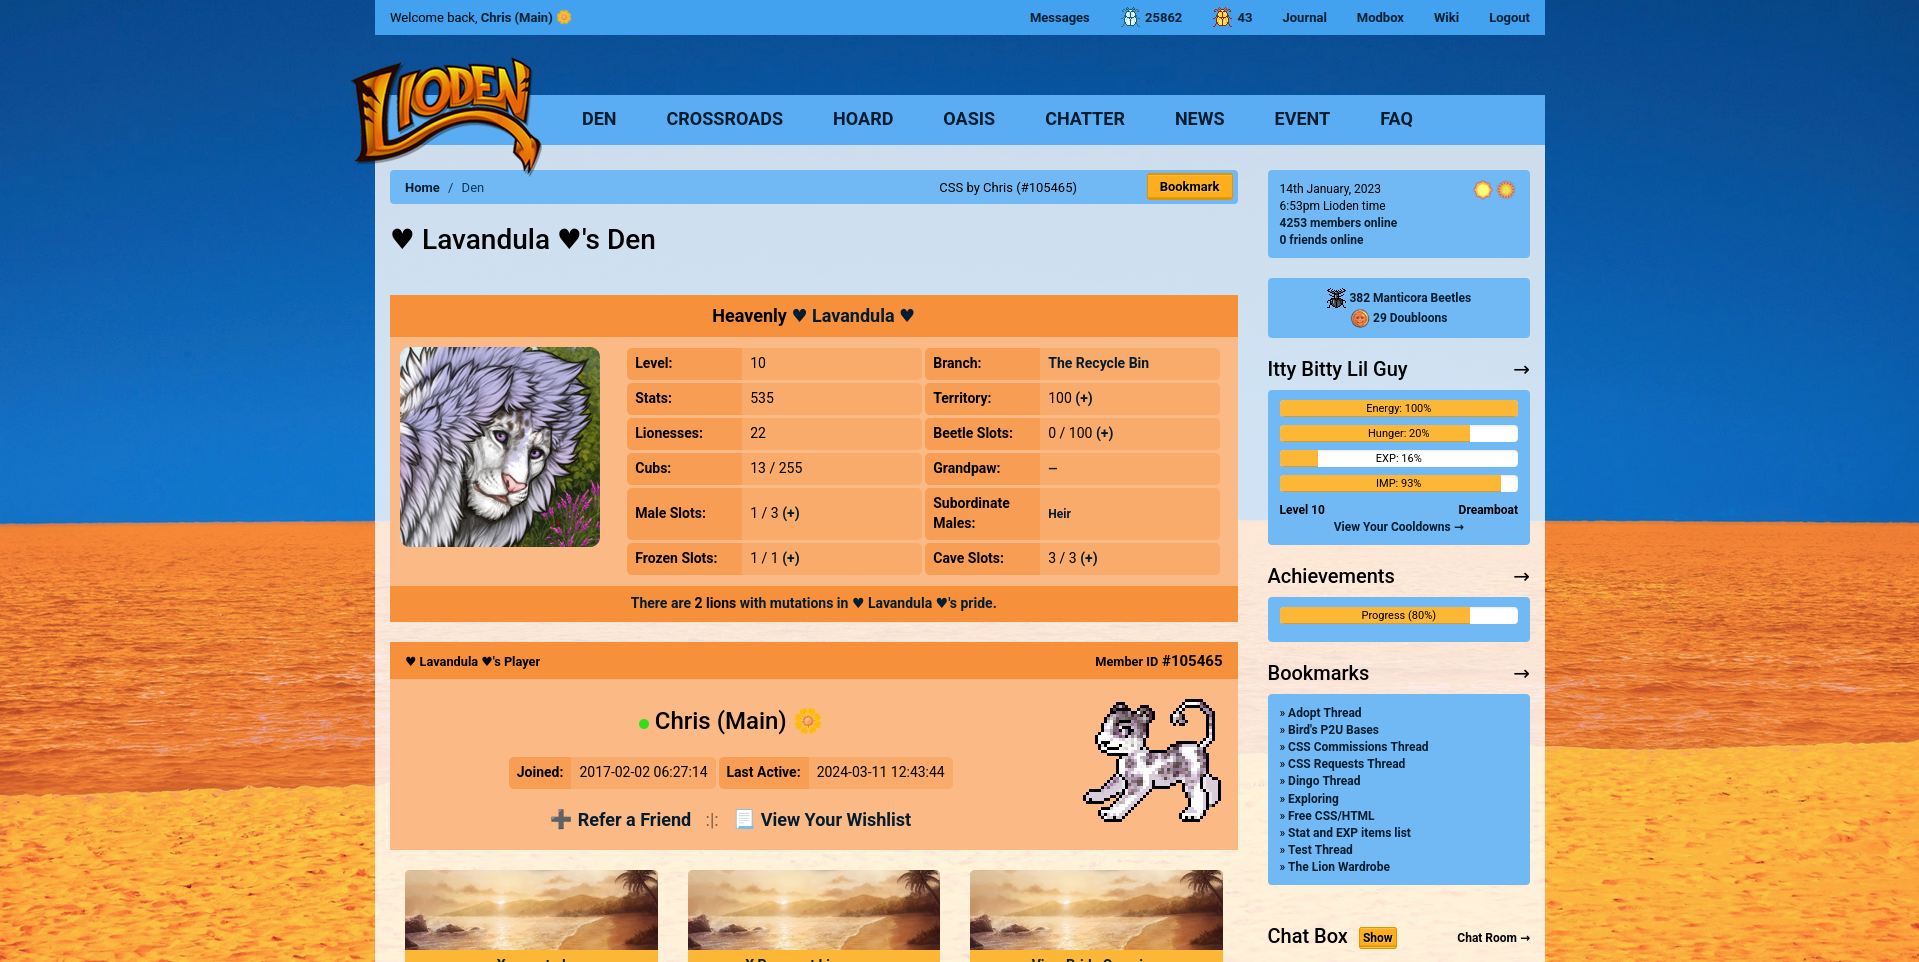 Welcome back, Chris (Main) 🌼
Messages 25862 43 Journal Modbox Wiki Logout
LIODEN
DEN CROSSROADS HOARD OASIS CHATTER NEWS EVENT FAQ
Home / Den CSS by Chris (#105465) Bookmark
♥ Lavandula ♥'s Den
Heavenly ♥ Lavandula ♥
Level: 10 Branch: The Recycle Bin
Stats: 535 Territory: 100 (+)
Lionesses: 22 Beetle Slots: 0 / 100 (+)
Cubs: 13 / 255 Grandpaw: –
Male Slots: 1 / 3 (+) Subordinate Males: Heir
Frozen Slots: 1 / 1 (+) Cave Slots: 3 / 3 (+)
There are 2 lions with mutations in ♥ Lavandula ♥'s pride.
♥ Lavandula ♥'s Player Member ID #105465
Chris (Main) 🌼
Joined: 2017-02-02 06:27:14 Last Active: 2024-03-11 12:43:44
➕ Refer a Friend :|: 📃 View Your Wishlist
14th January, 2023
6:53pm Lioden time
4253 members online
0 friends online
382 Manticora Beetles
29 Doubloons
Itty Bitty Lil Guy →
Energy: 100%
Hunger: 20%
EXP: 16%
IMP: 93%
Level 10 Dreamboat
View Your Cooldowns →
Achievements →
Progress (80%)
Bookmarks →
» Adopt Thread
» Bird's P2U Bases
» CSS Commissions Thread
» CSS Requests Thread
» Dingo Thread
» Exploring
» Free CSS/HTML
» Stat and EXP items list
» Test Thread
» The Lion Wardrobe
Chat Box Show Chat Room →